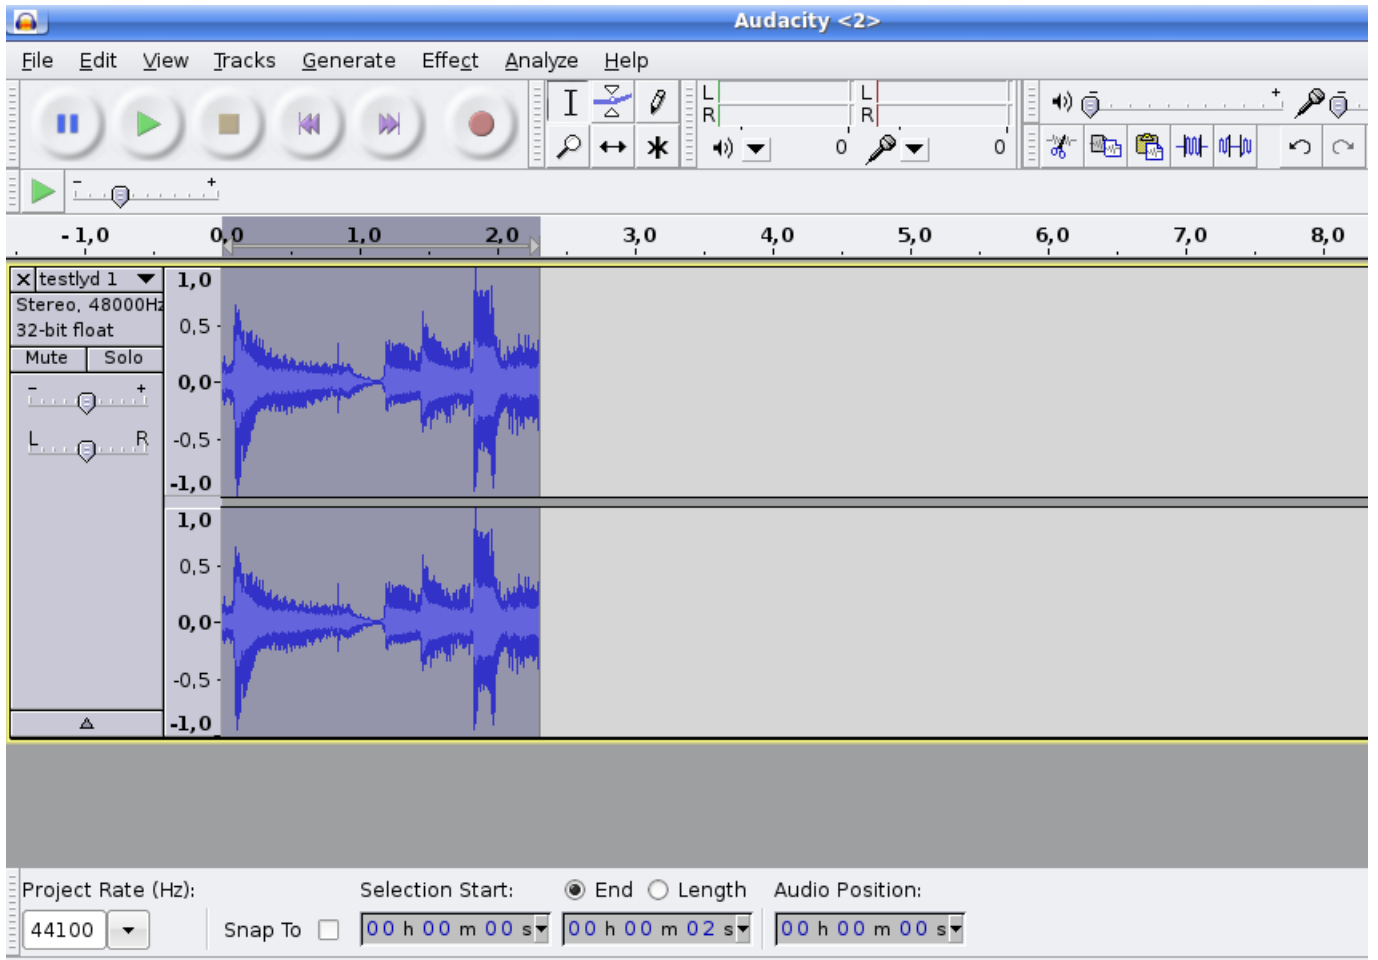 Audacity <2>
File Edit View Tracks Generate Effect Analyze Help
L L
R R
0 0
- +
- 1,0 0,0 1,0 2,0 3,0 4,0 5,0 6,0 7,0 8,0
testlyd 1
Stereo, 48000Hz
32-bit float
Mute Solo
- +
L R
1,0
0,5
0,0
-0,5
-1,0
1,0
0,5
0,0
-0,5
-1,0
Project Rate (Hz): Selection Start: End Length Audio Position:
44100 Snap To 00 h 00 m 00 s 00 h 00 m 02 s 00 h 00 m 00 s